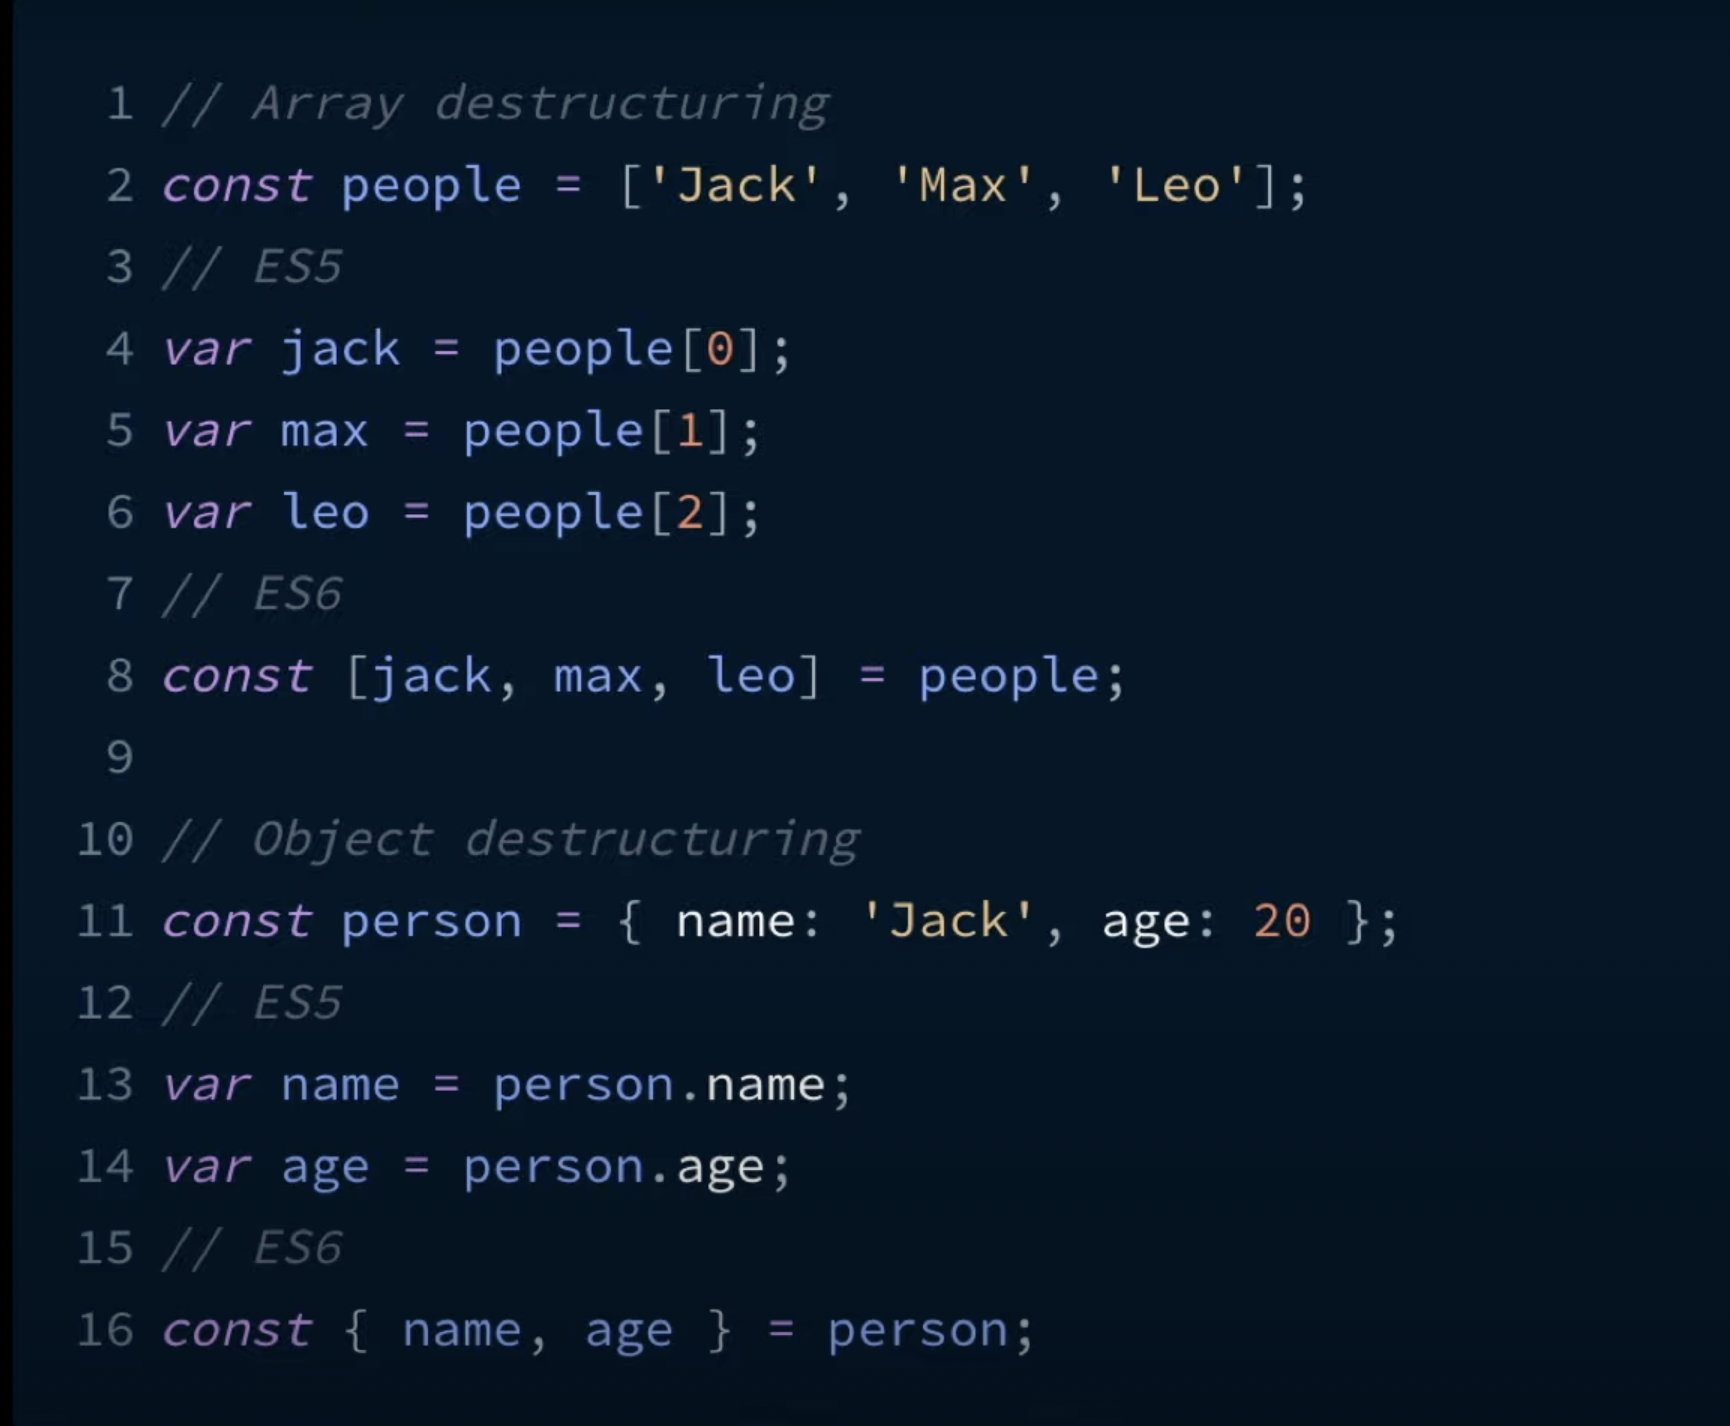 1 // Array destructuring
2 const people = ['Jack', 'Max', 'Leo'];
3 // ES5
4 var jack = people[0];
5 var max = people[1];
6 var leo = people[2];
7 // ES6
8 const [jack, max, leo] = people;
9
10 // Object destructuring
11 const person = { name: 'Jack', age: 20 };
12 // ES5
13 var name = person.name;
14 var age = person.age;
15 // ES6
16 const { name, age } = person;